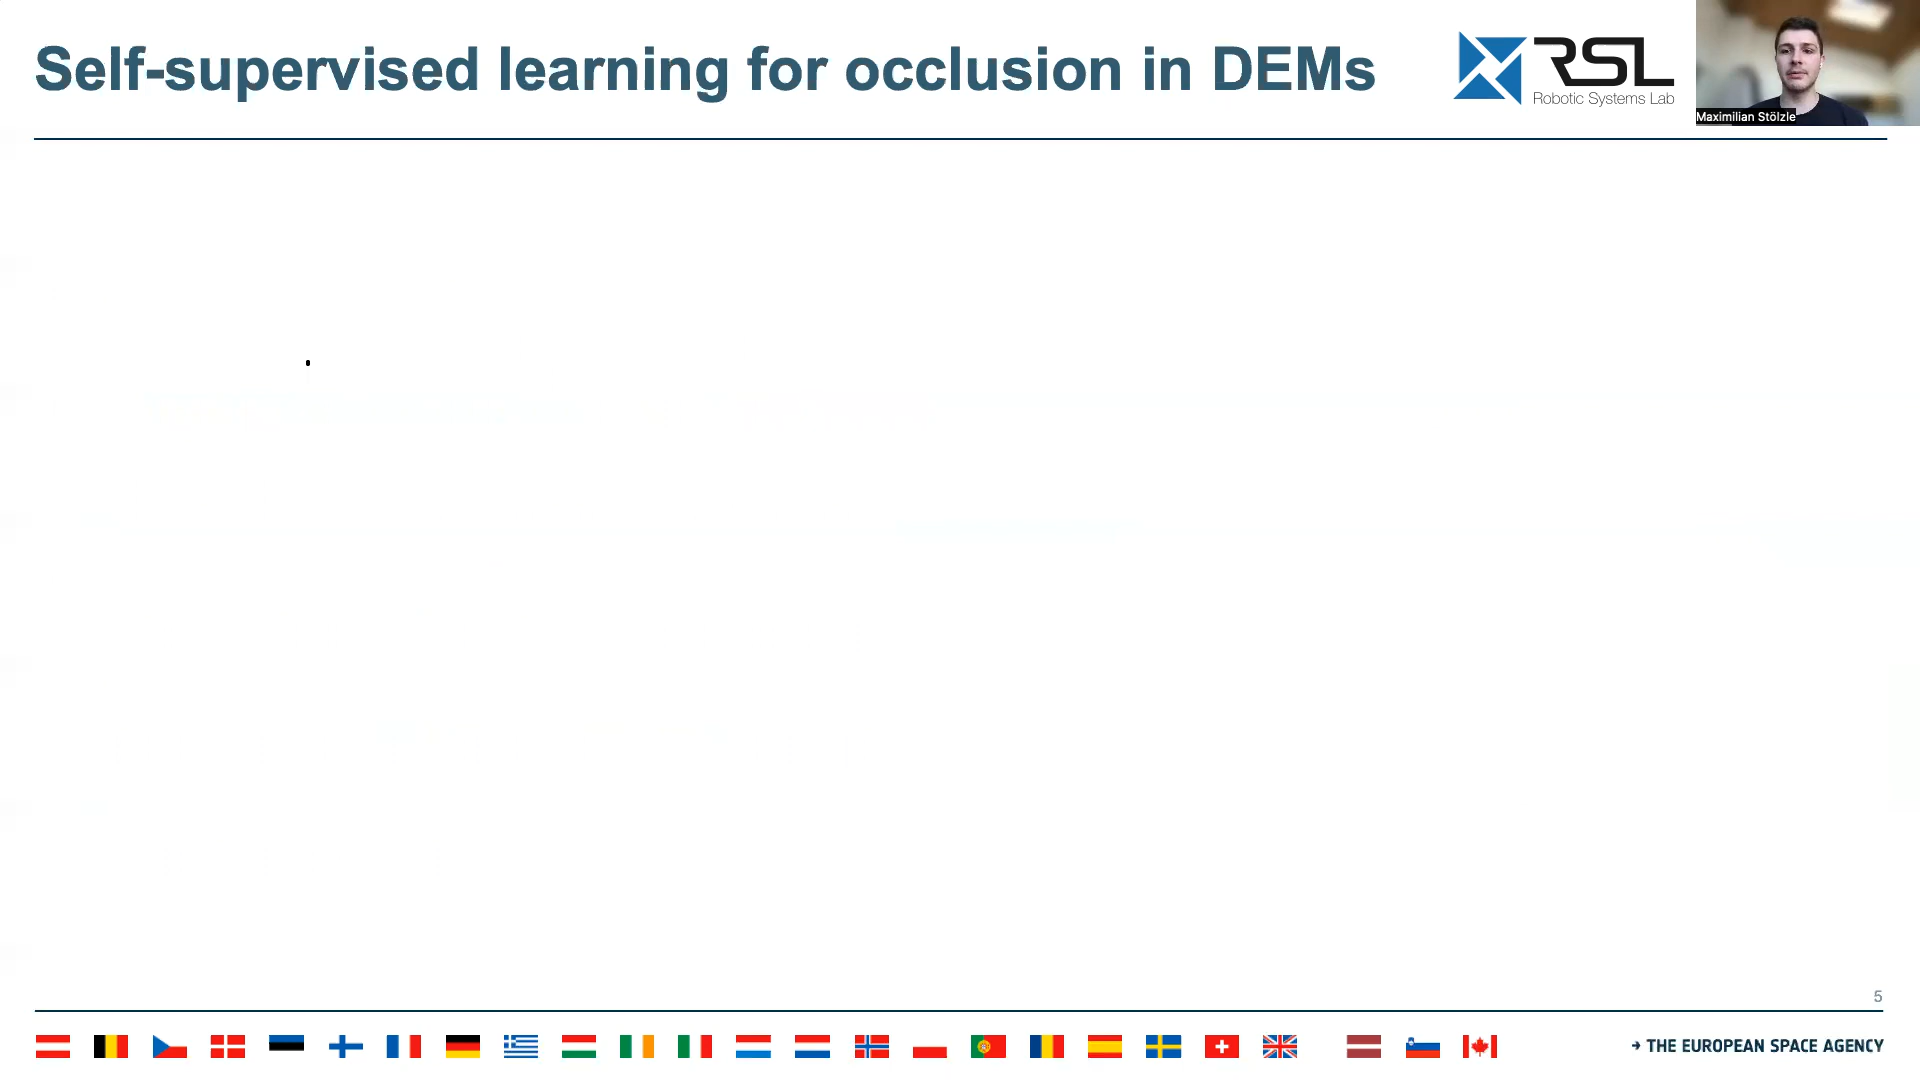 Self-supervised learning for occlusion in DEMs
RSL
Robotic Systems Lab
Maximilian Stölzle
5
→ THE EUROPEAN SPACE AGENCY